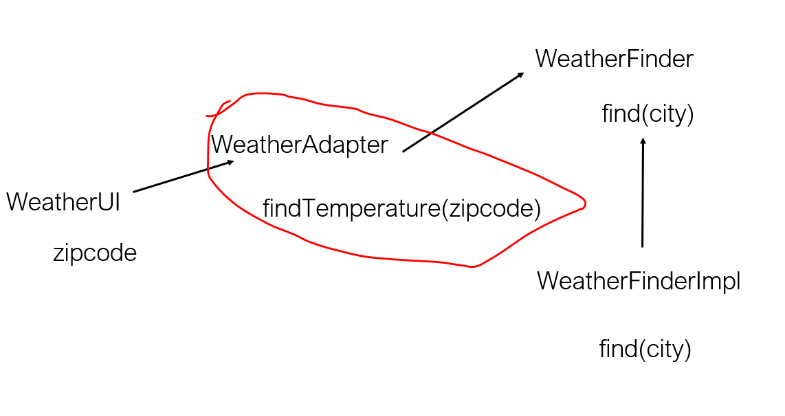 WeatherFinder
find(city)
WeatherAdapter
findTemperature(zipcode)
WeatherUI
zipcode
WeatherFinderImpl
find(city)